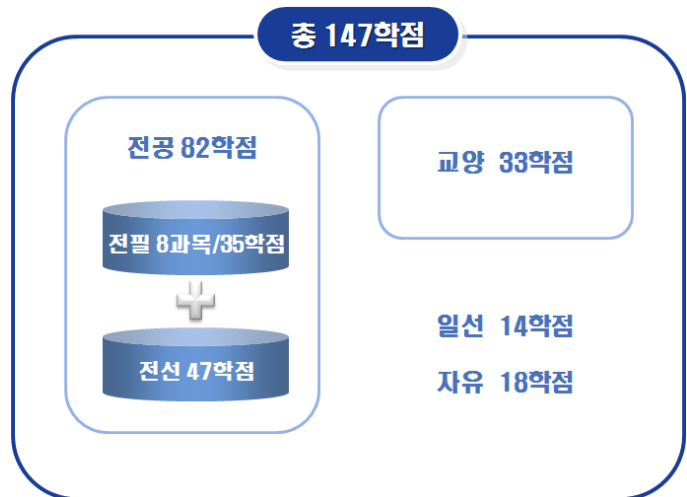 총 147학점
전공 82학점
전필 8과목/35학점
전선 47학점
교양 33학점
일선 14학점
자유 18학점